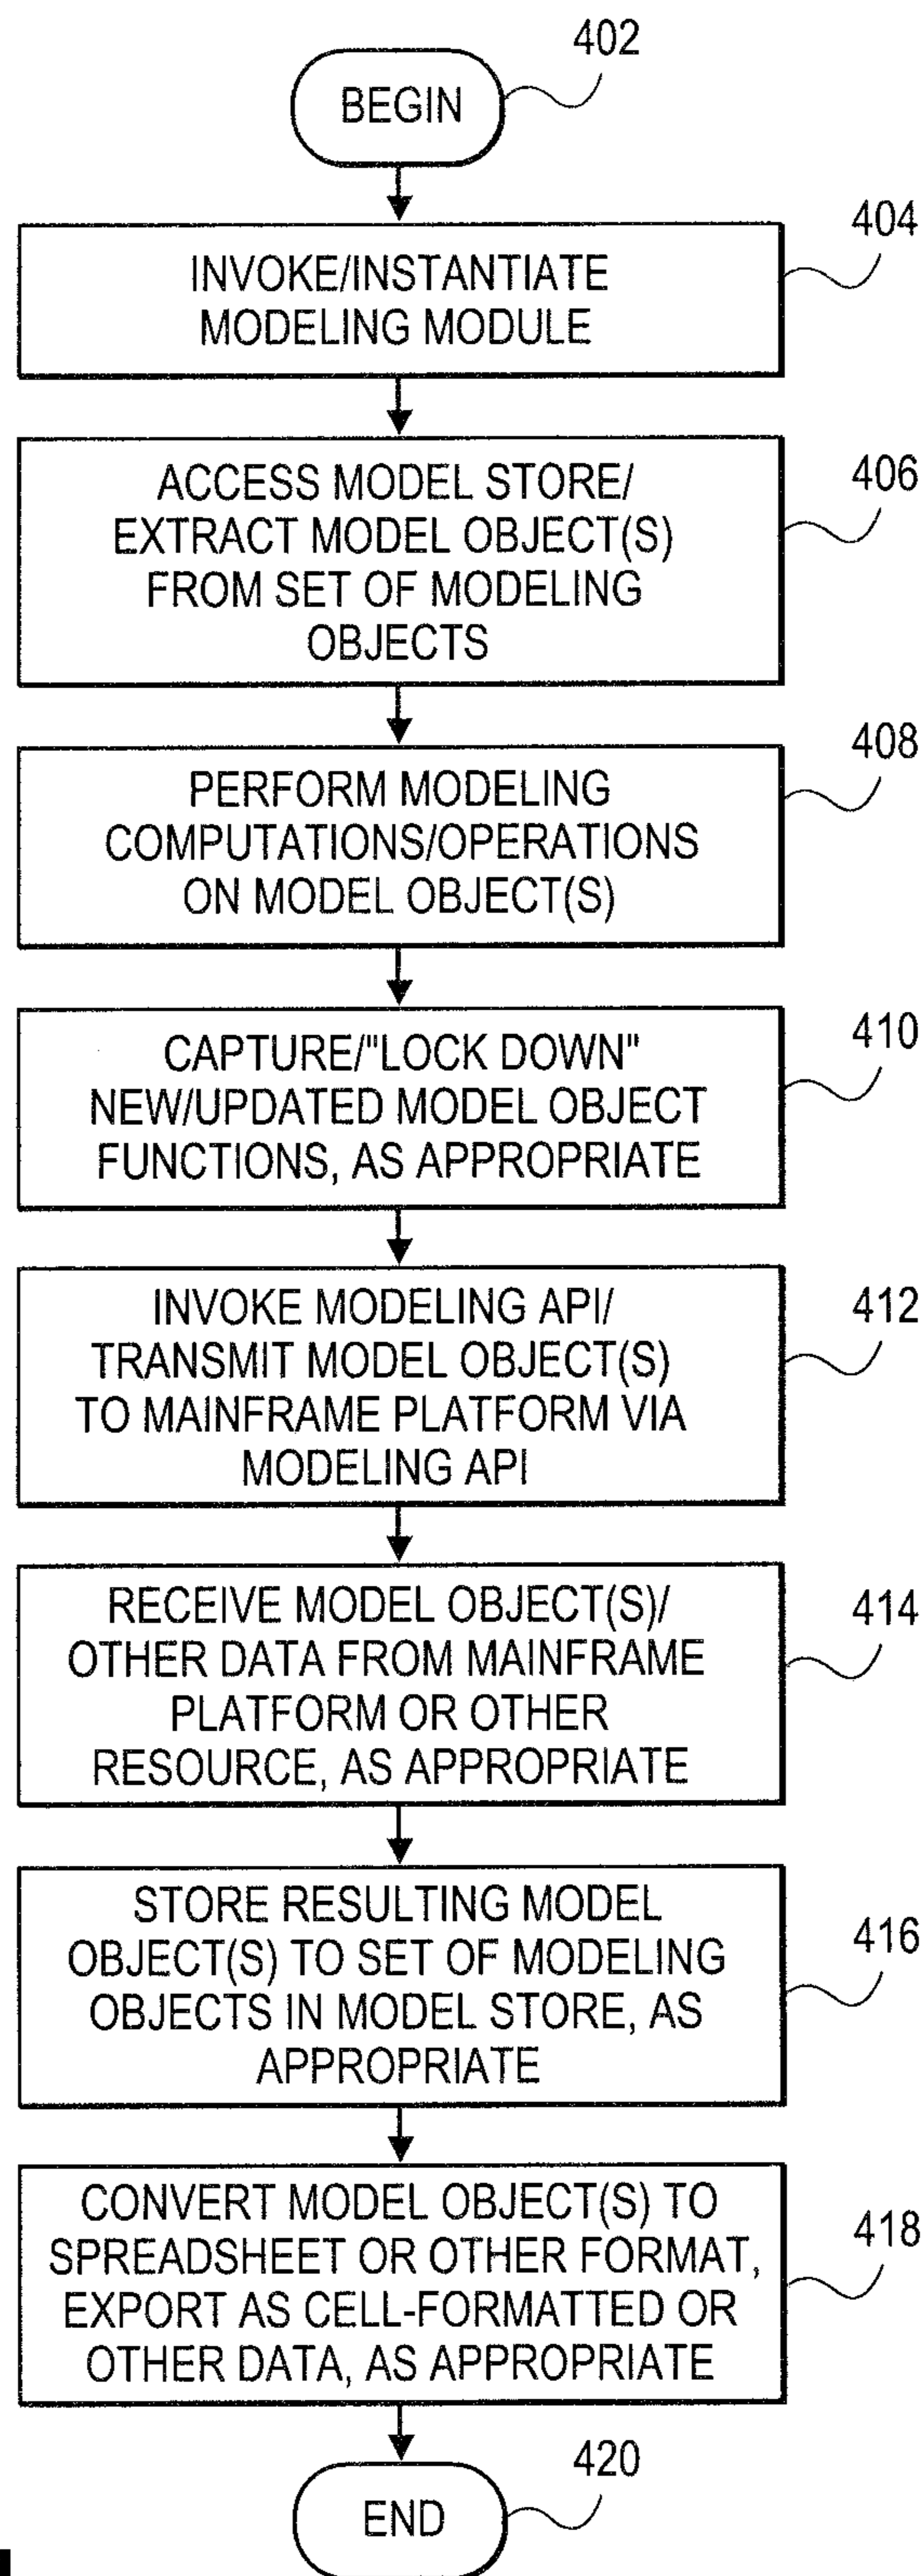 402
BEGIN
404
INVOKE/INSTANTIATE
MODELING MODULE
406
ACCESS MODEL STORE/
EXTRACT MODEL OBJECT(S)
FROM SET OF MODELING
OBJECTS
408
PERFORM MODELING
COMPUTATIONS/OPERATIONS
ON MODEL OBJECT(S)
410
CAPTURE/"LOCK DOWN"
NEW/UPDATED MODEL OBJECT
FUNCTIONS, AS APPROPRIATE
412
INVOKE MODELING API/
TRANSMIT MODEL OBJECT(S)
TO MAINFRAME PLATFORM VIA
MODELING API
414
RECEIVE MODEL OBJECT(S)/
OTHER DATA FROM MAINFRAME
PLATFORM OR OTHER
RESOURCE, AS APPROPRIATE
416
STORE RESULTING MODEL
OBJECT(S) TO SET OF MODELING
OBJECTS IN MODEL STORE, AS
APPROPRIATE
418
CONVERT MODEL OBJECT(S) TO
SPREADSHEET OR OTHER FORMAT,
EXPORT AS CELL-FORMATTED OR
OTHER DATA, AS APPROPRIATE
420
END